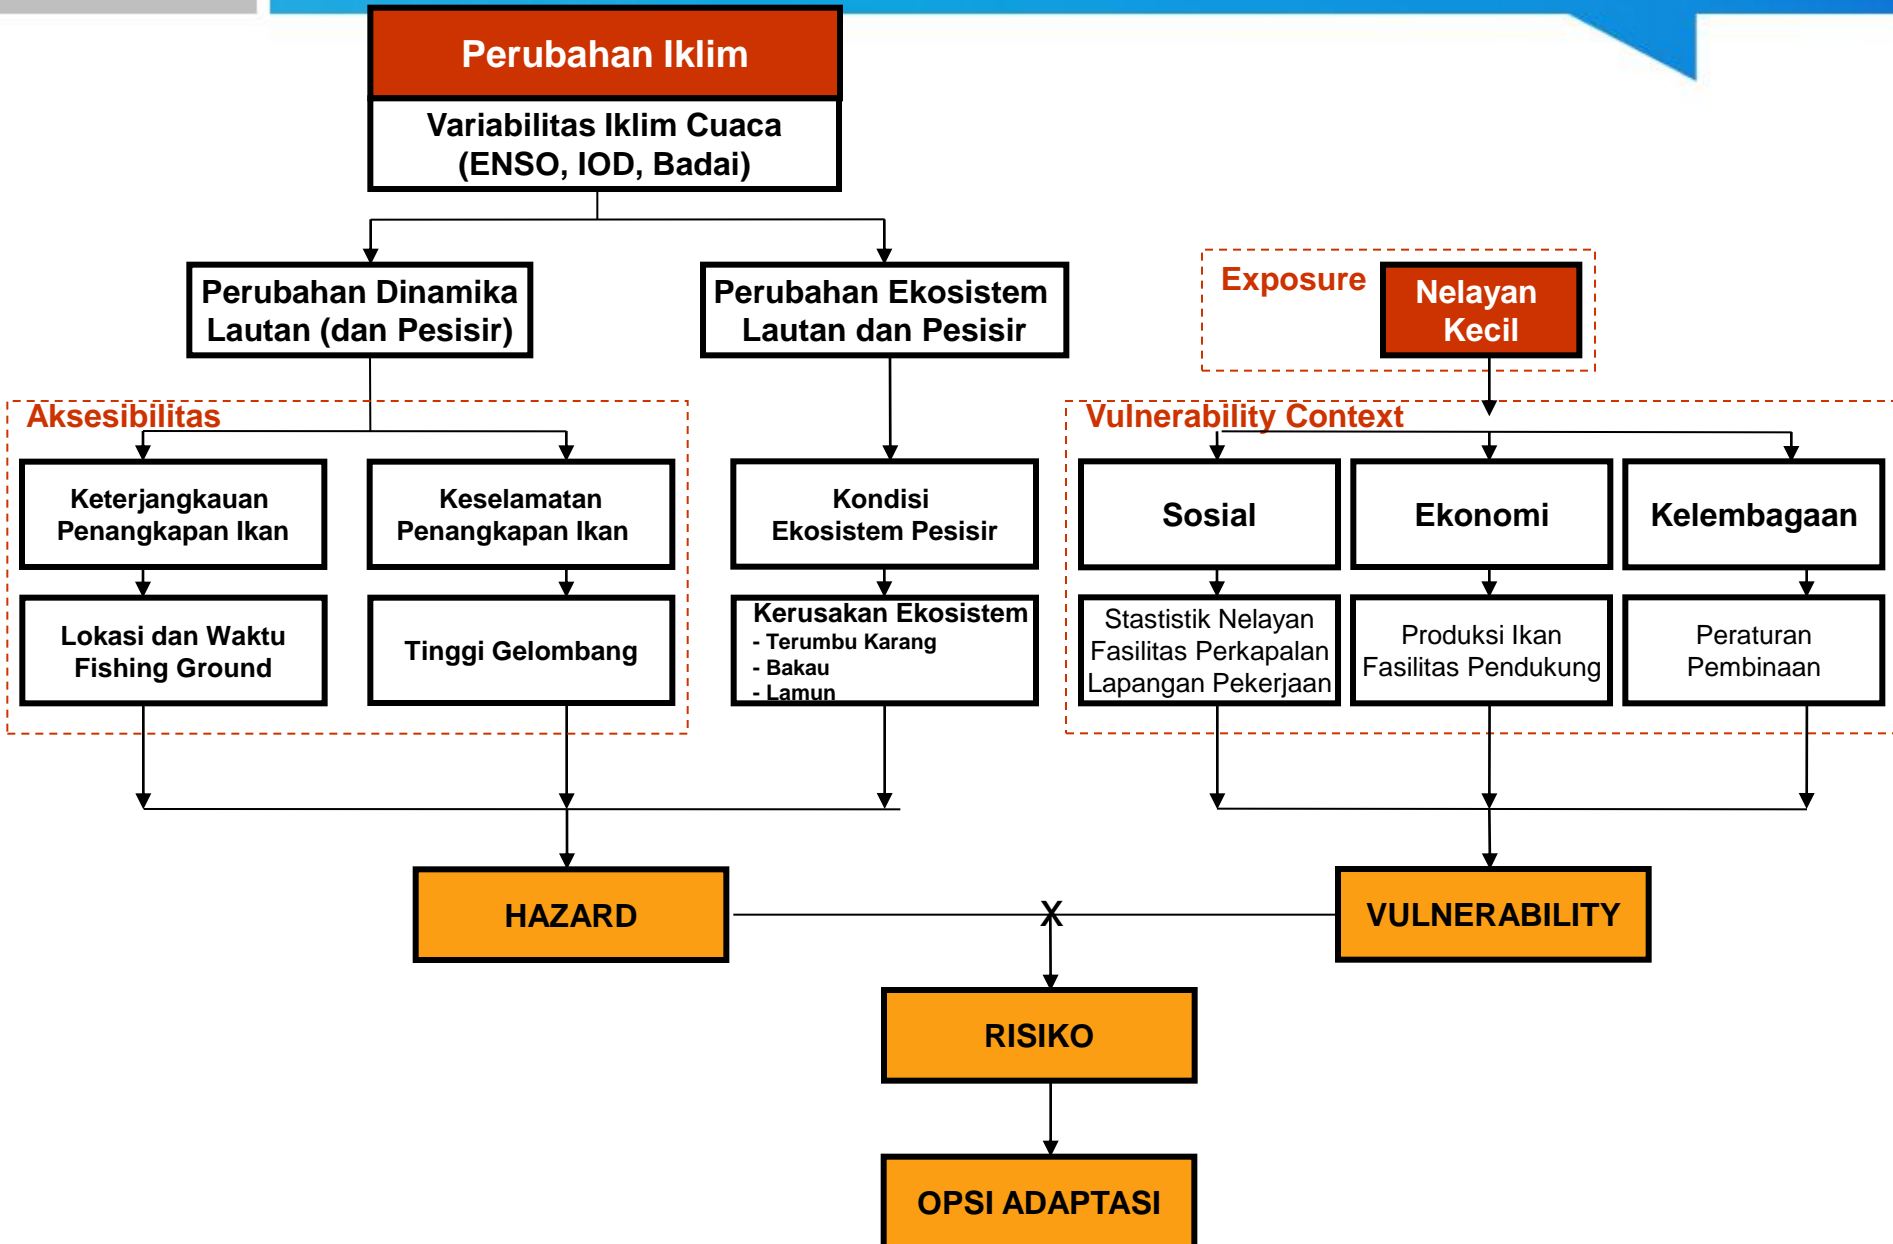 Perubahan Iklim
Variabilitas Iklim Cuaca
(ENSO, IOD, Badai)
Perubahan Dinamika
Lautan (dan Pesisir)
Perubahan Ekosistem
Lautan dan Pesisir
Exposure
Nelayan
Kecil
Aksesibilitas
Vulnerability Context
Keterjangkauan
Penangkapan Ikan
Keselamatan
Penangkapan Ikan
Kondisi
Ekosistem Pesisir
Sosial
Ekonomi
Kelembagaan
Lokasi dan Waktu
Fishing Ground
Tinggi Gelombang
Kerusakan Ekosistem
- Terumbu Karang
- Bakau
- Lamun
Stastistik Nelayan
Fasilitas Perkapalan
Lapangan Pekerjaan
Produksi Ikan
Fasilitas Pendukung
Peraturan
Pembinaan
HAZARD
X
VULNERABILITY
RISIKO
OPSI ADAPTASI